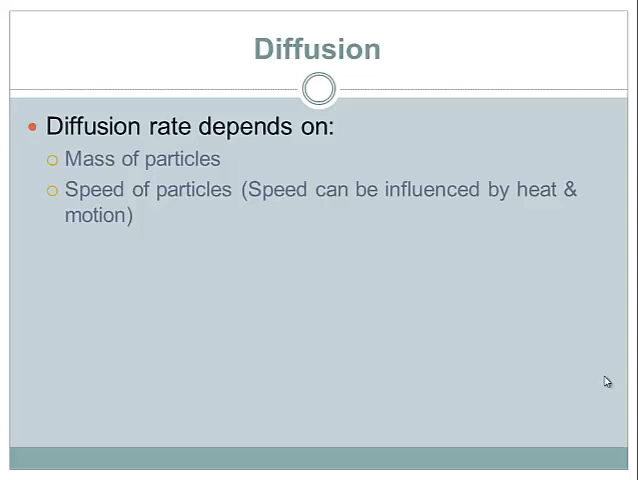 Diffusion
Diffusion rate depends on:
Mass of particles
Speed of particles (Speed can be influenced by heat &
motion)